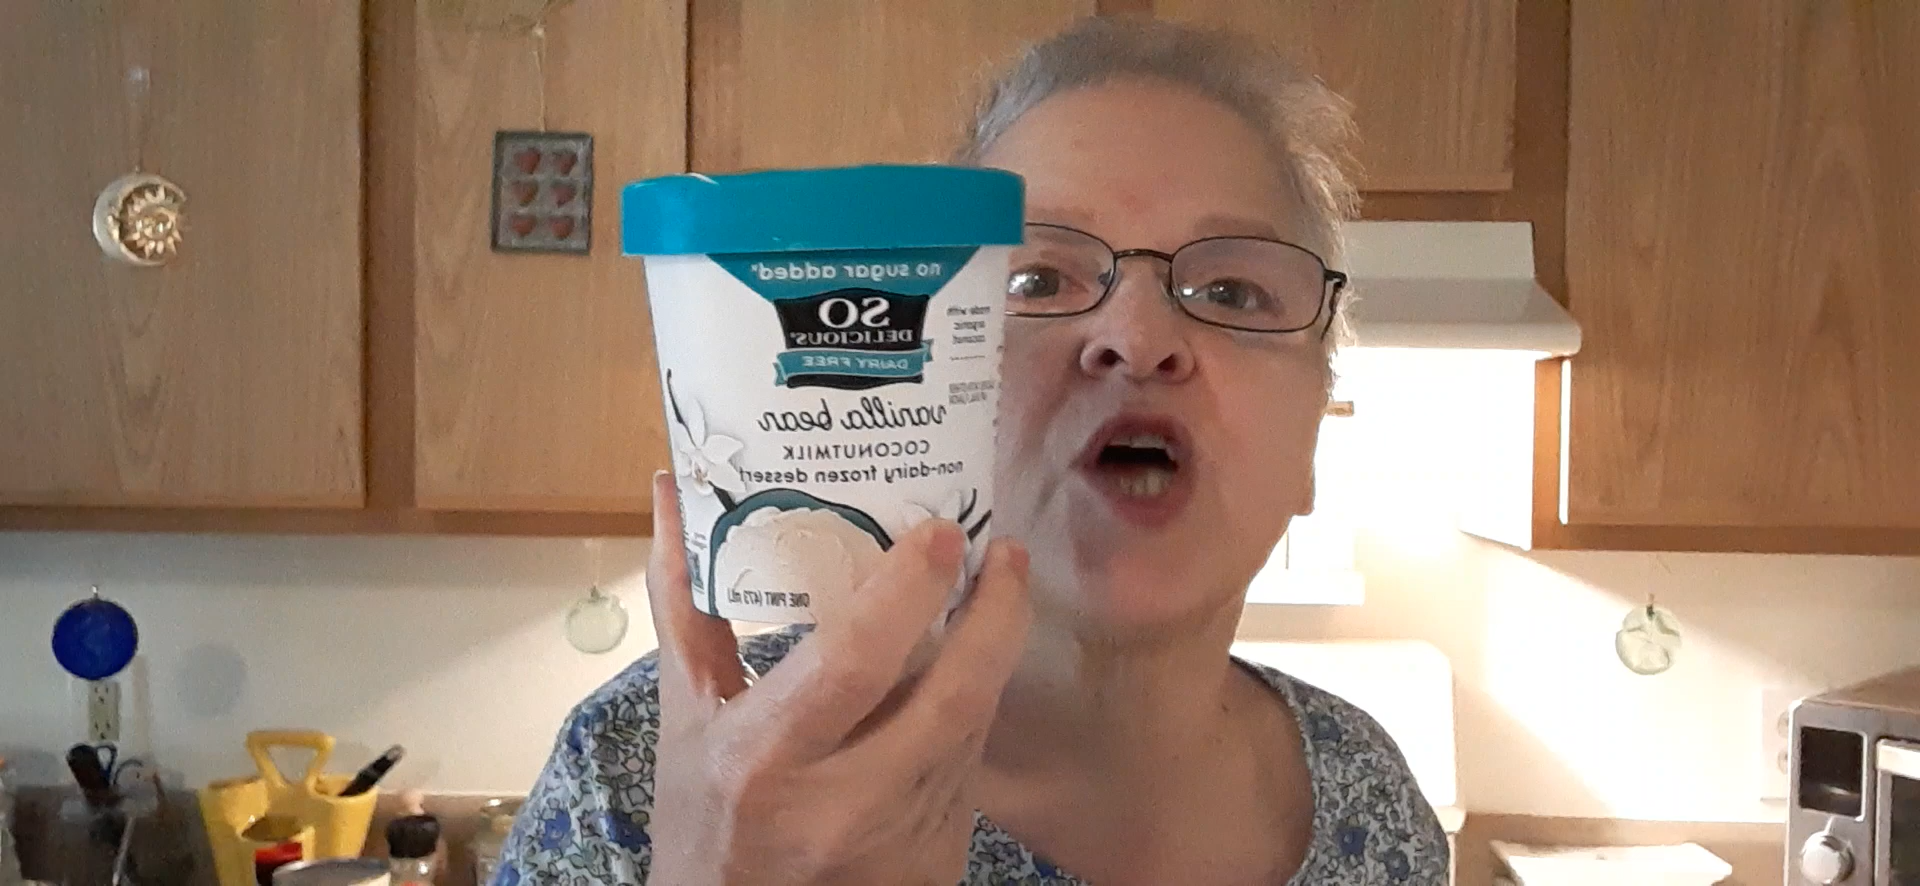 no sugar added*
SO
DELICIOUS®
DAIRY FREE
made with
organic
coconut
vanilla bean
COCONUTMILK
non-dairy frozen dessert
ONE PINT (473 mL)